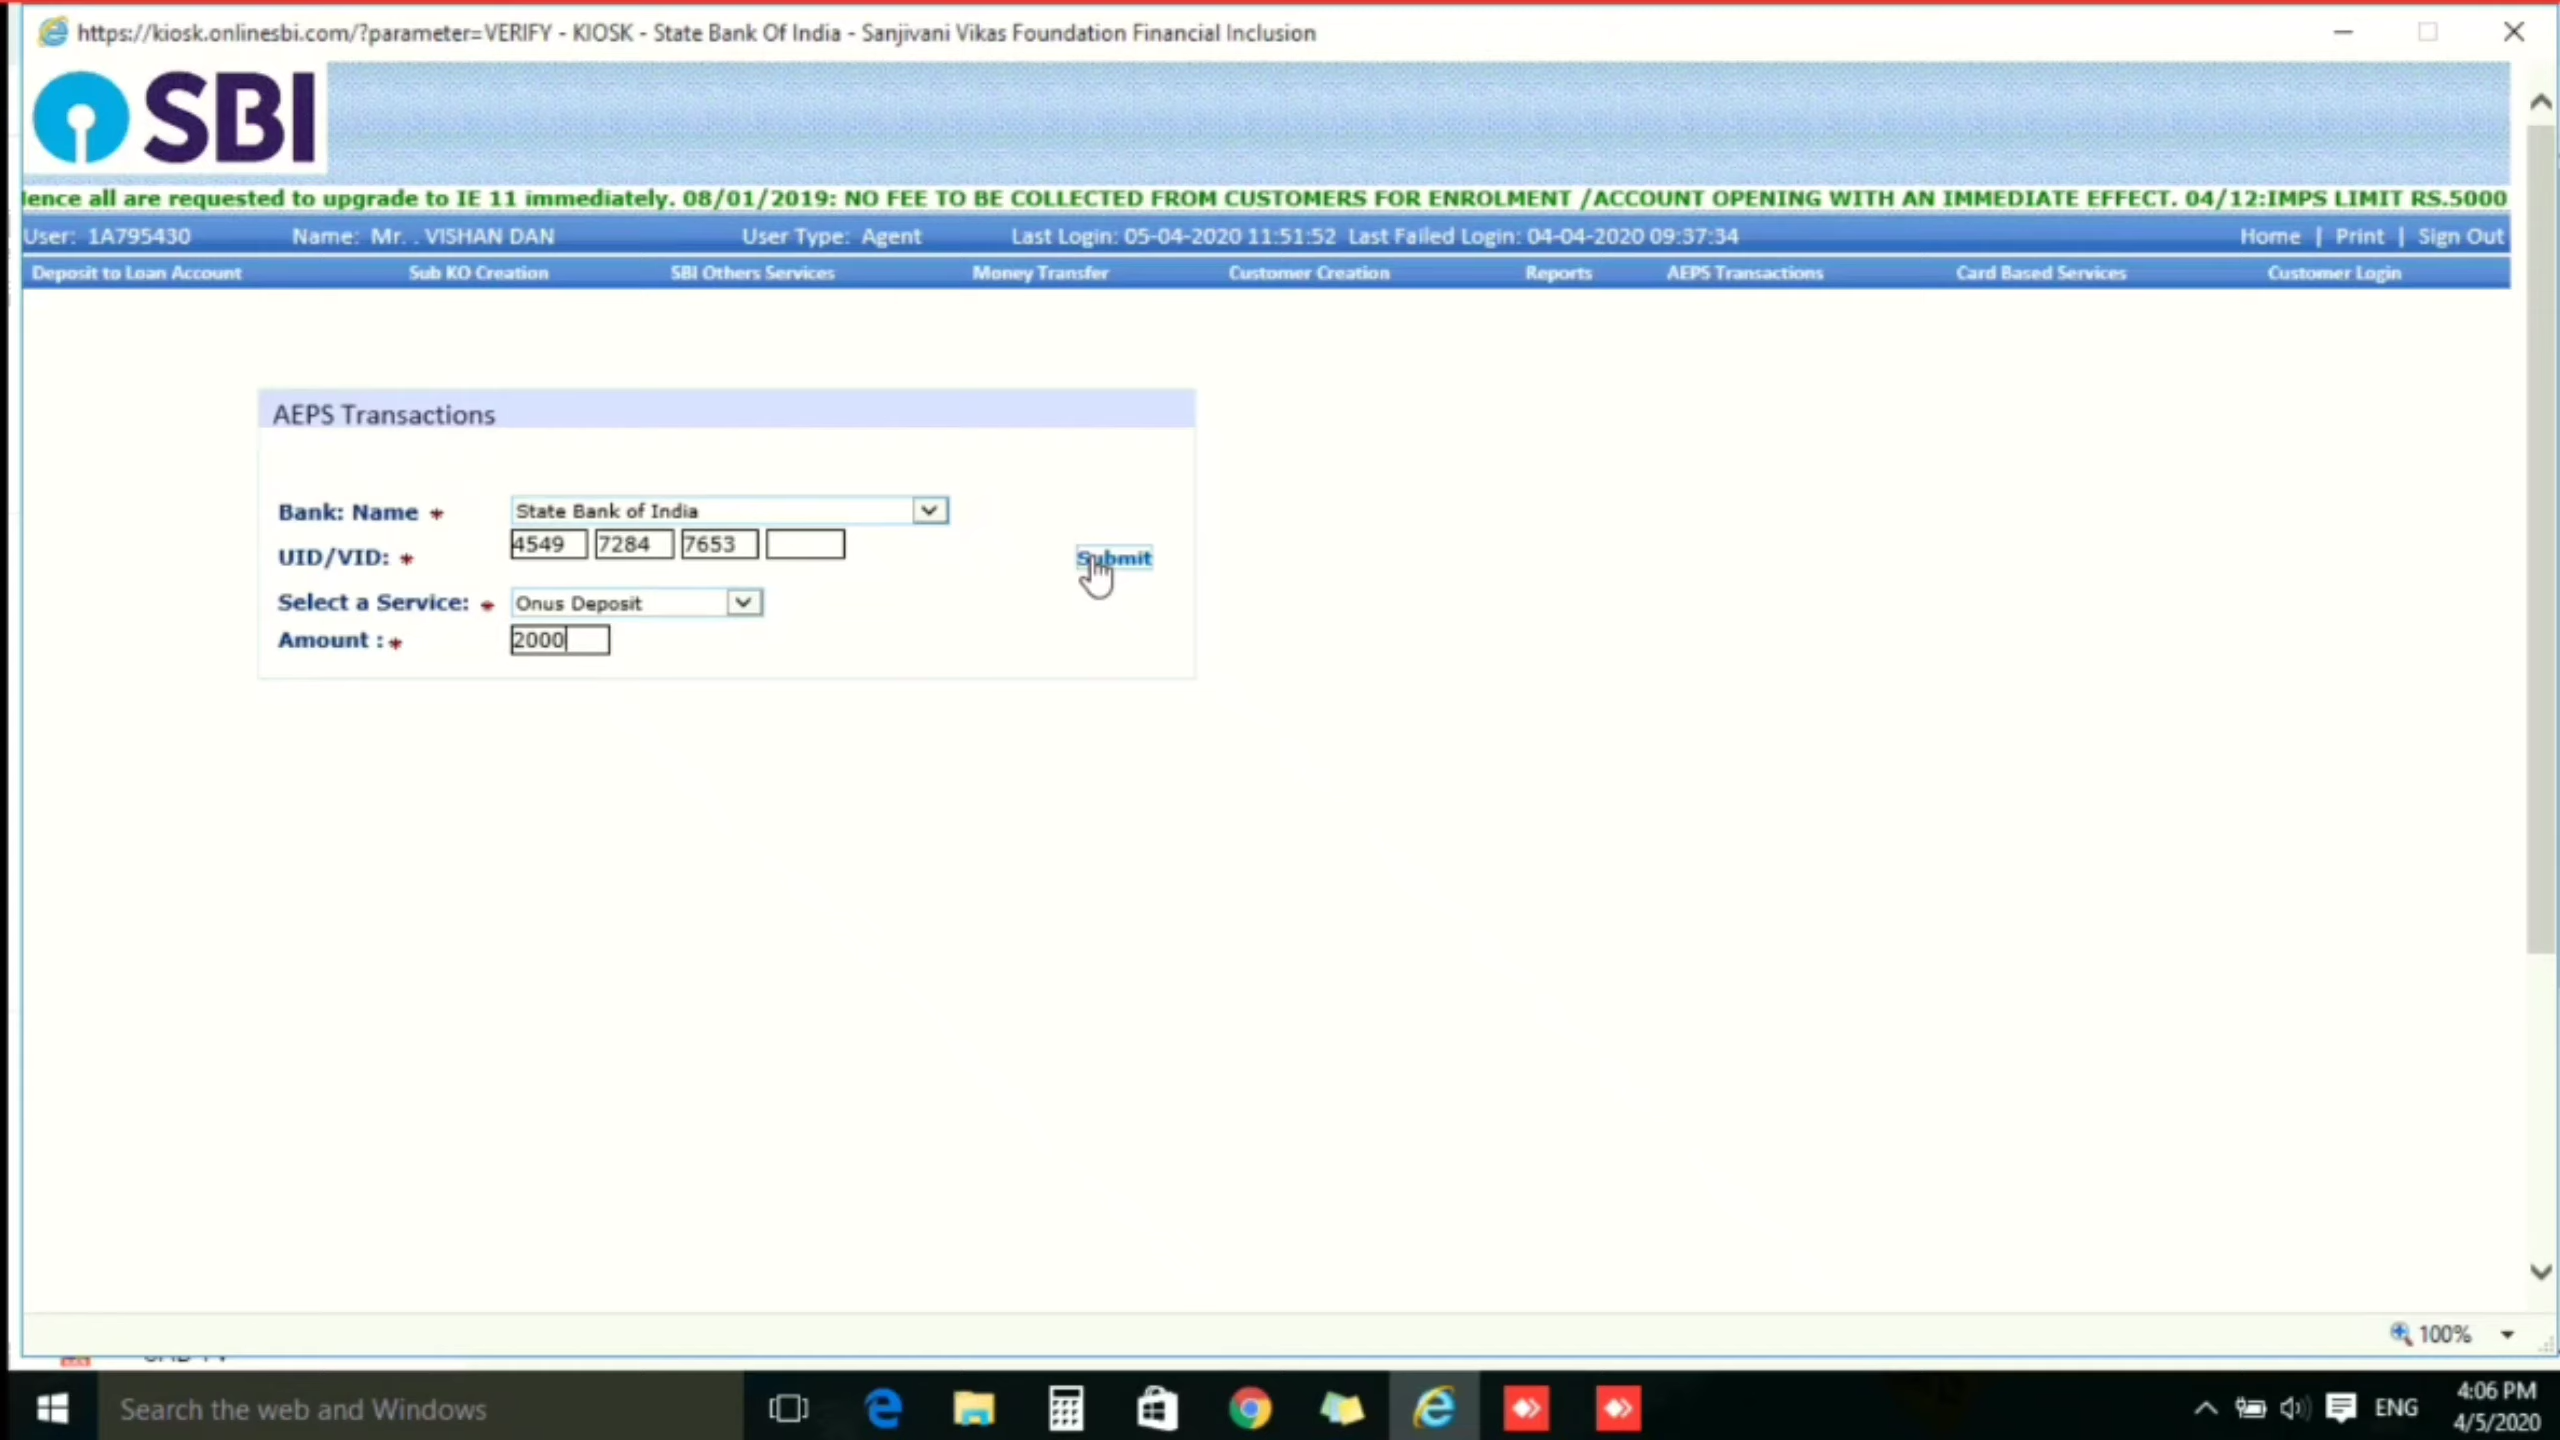 https://kiosk.onlinesbi.com/?parameter=VERIFY - KIOSK - State Bank Of India - Sanjivani Vikas Foundation Financial Inclusion
SBI
all are requested to upgrade to IE 11 immediately. 08/01/2019: NO FEE TO BE COLLECTED FROM CUSTOMERS FOR ENROLMENT /ACCOUNT OPENING WITH AN IMMEDIATE EFFECT. 04/12:IMPS LIMIT RS.5000
User: 1A795430 Name: Mr. . VISHAN DAN User Type: Agent Last Login: 05-04-2020 11:51:52 Last Failed Login: 04-04-2020 09:37:34 Home | Print | Sign Out
Deposit to Loan Account Sub KO Creation SBI Others Services Money Transfer Customer Creation Reports AEPS Transactions Card Based Services Customer Login
AEPS Transactions
Bank: Name * State Bank of India
UID/VID: * 4549 7284 7653
Submit
Select a Service: * Onus Deposit
Amount : * 2000
100%
Search the web and Windows
ENG
4:06 PM
4/5/2020